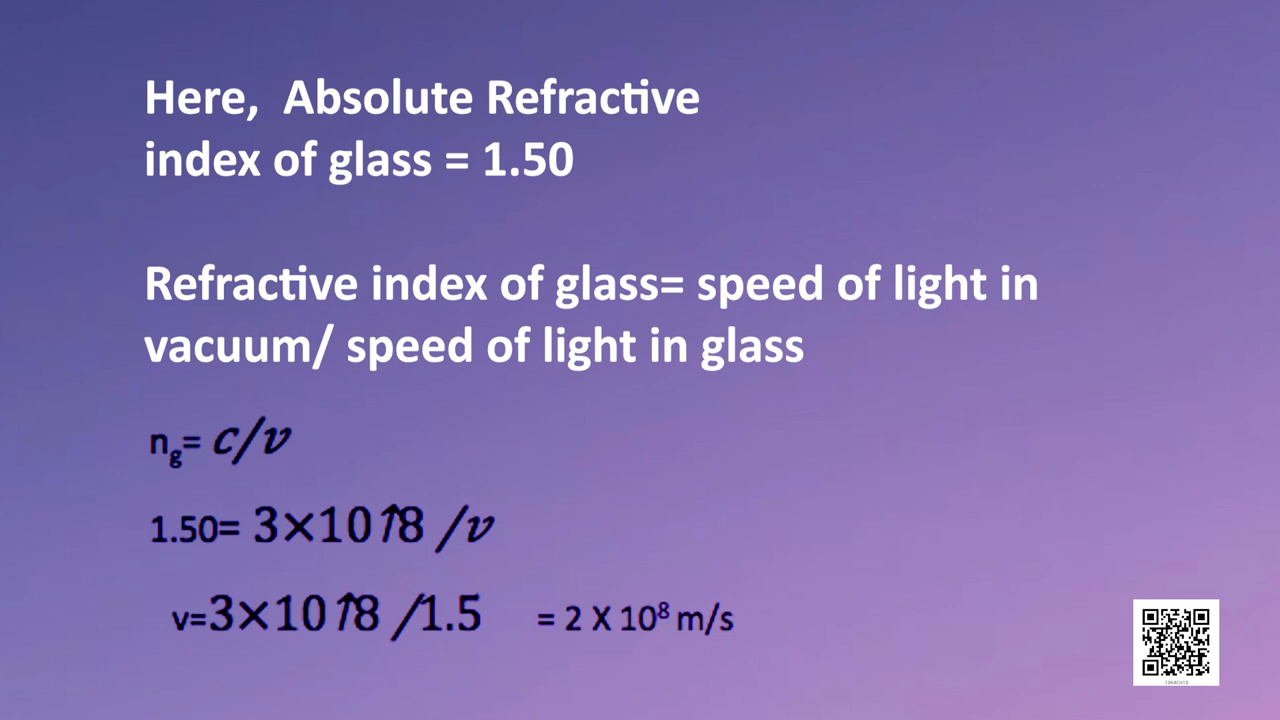 Here, Absolute Refractive
index of glass = 1.50
Refractive index of glass= speed of light in
vacuum/ speed of light in glass
ng= c/v
1.50= 3×10↑8 /v
v=3×10↑8 /1.5 = 2 X 10⁸ m/s
1064CH10